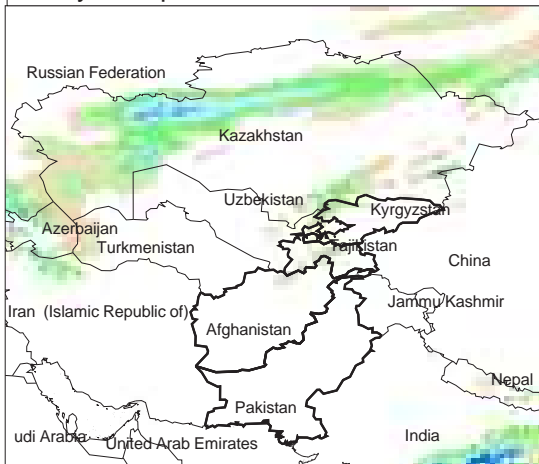 Russian Federation
Kazakhstan
Uzbekistan
Kyrgyzstan
Azerbaijan
Turkmenistan
Tajikistan
China
Iran (Islamic Republic of)
Jammu/Kashmir
Afghanistan
Nepal
Pakistan
udi Arabia
United Arab Emirates
India